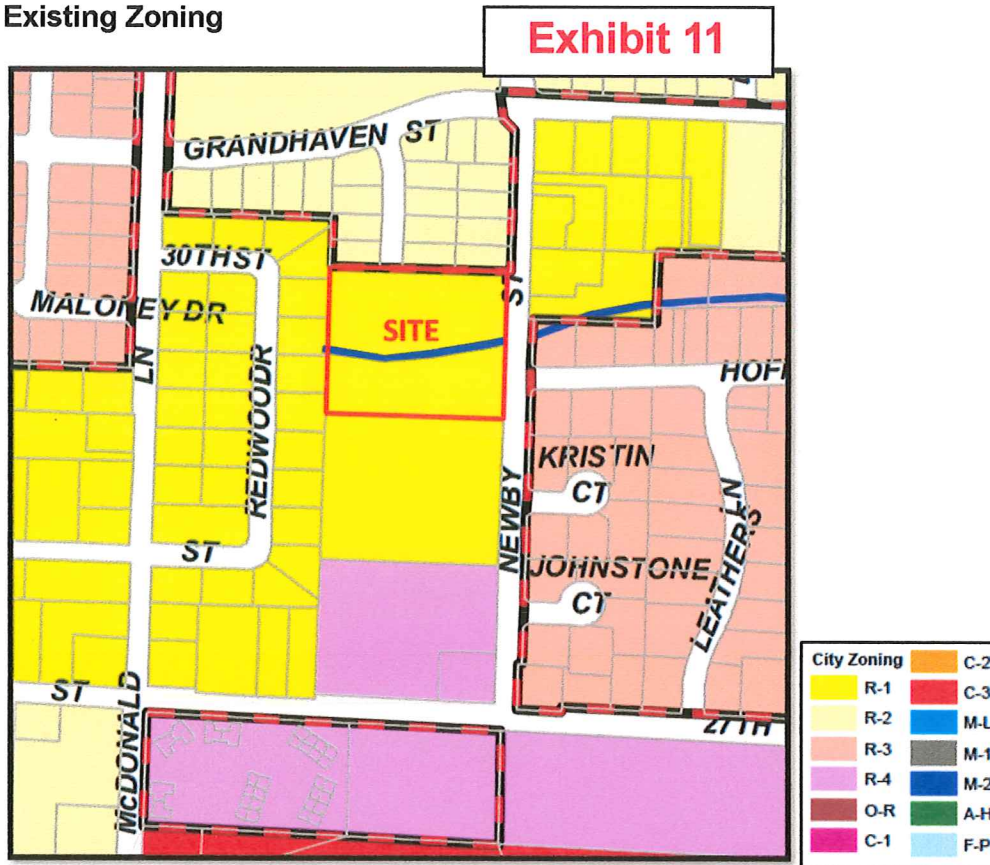 Existing Zoning
Exhibit 11
GRANDHAVEN ST
30TH ST
MALONEY DR
SITE
ST
LN
REDWOOD DR
HOFF
KRISTIN
CT
NEWBY
ST
JOHNSTONE
CT
LEATHERS LN
ST
McDONALD
27TH
City Zoning
R-1
R-2
R-3
R-4
O-R
C-1
C-2
C-3
M-L
M-1
M-2
A-H
F-P